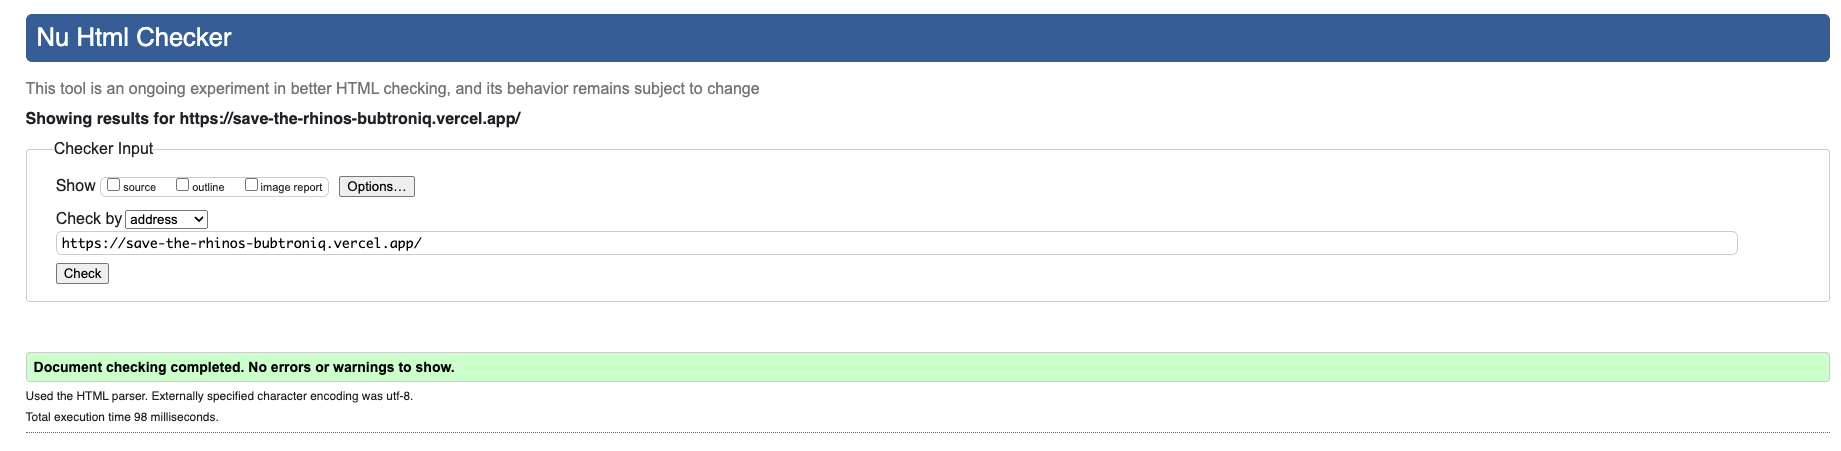 Nu Html Checker
This tool is an ongoing experiment in better HTML checking, and its behavior remains subject to change
Showing results for https://save-the-rhinos-bubtroniq.vercel.app/
Checker Input
Show source outline image report Options...
Check by address
https://save-the-rhinos-bubtroniq.vercel.app/
Check
Document checking completed. No errors or warnings to show.
Used the HTML parser. Externally specified character encoding was utf-8.
Total execution time 98 milliseconds.